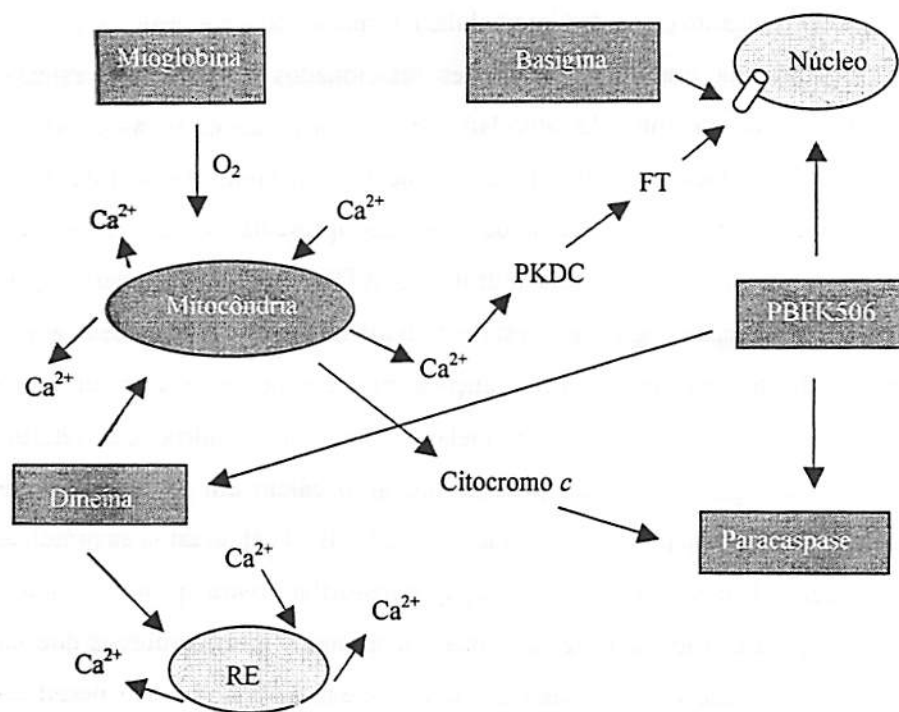 Mioglobina
Basigina
Núcleo
O₂
FT
Ca²⁺
Ca²⁺
PKDC
Mitocôndria
PBFK506
Ca²⁺
Ca²⁺
Dineína
Citocromo c
Paracaspase
Ca²⁺
Ca²⁺
Ca²⁺
RE